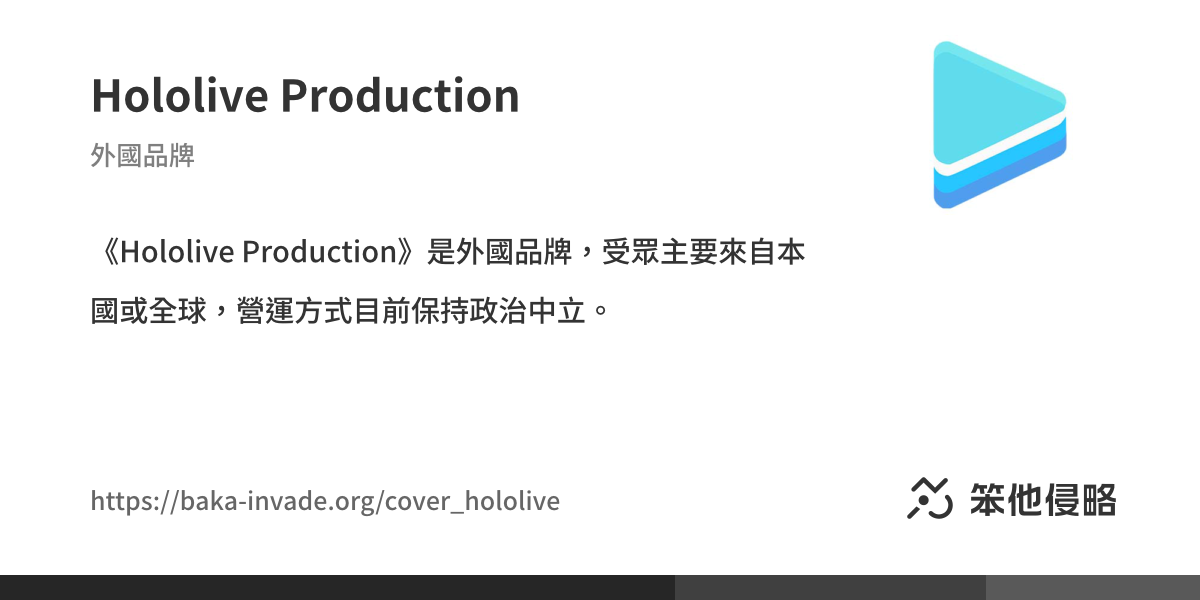 Hololive Production
外國品牌
《Hololive Production》是外國品牌，受眾主要來自本
國或全球，營運方式目前保持政治中立。
https://baka-invade.org/cover_hololive
笨他侵略